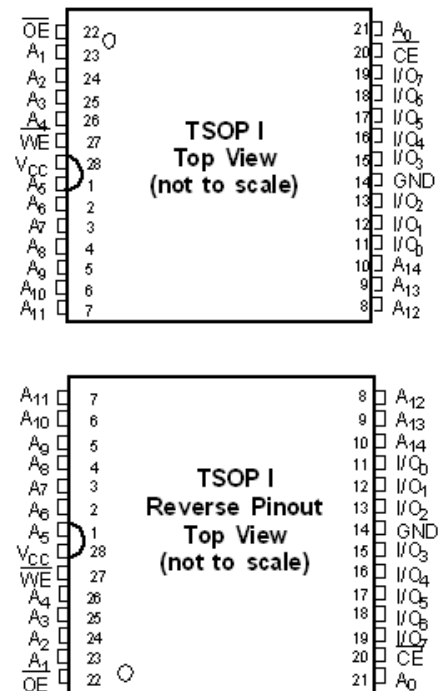 OE 22 21 A0
A1 23 20 CE
A2 24 19 I/O7
A3 25 18 I/O6
A4 26 17 I/O5
WE 27 16 I/O4
VCC 28 15 I/O3
A5 1 14 GND
A6 2 13 I/O2
A7 3 12 I/O1
A8 4 11 I/O0
A9 5 10 A14
A10 6 9 A13
A11 7 8 A12
TSOP I
Top View
(not to scale)
A11 7 8 A12
A10 6 9 A13
A9 5 10 A14
A8 4 11 I/O0
A7 3 12 I/O1
A6 2 13 I/O2
A5 1 14 GND
VCC 28 15 I/O3
WE 27 16 I/O4
A4 26 17 I/O5
A3 25 18 I/O6
A2 24 19 I/O7
A1 23 20 CE
OE 22 21 A0
TSOP I
Reverse Pinout
Top View
(not to scale)